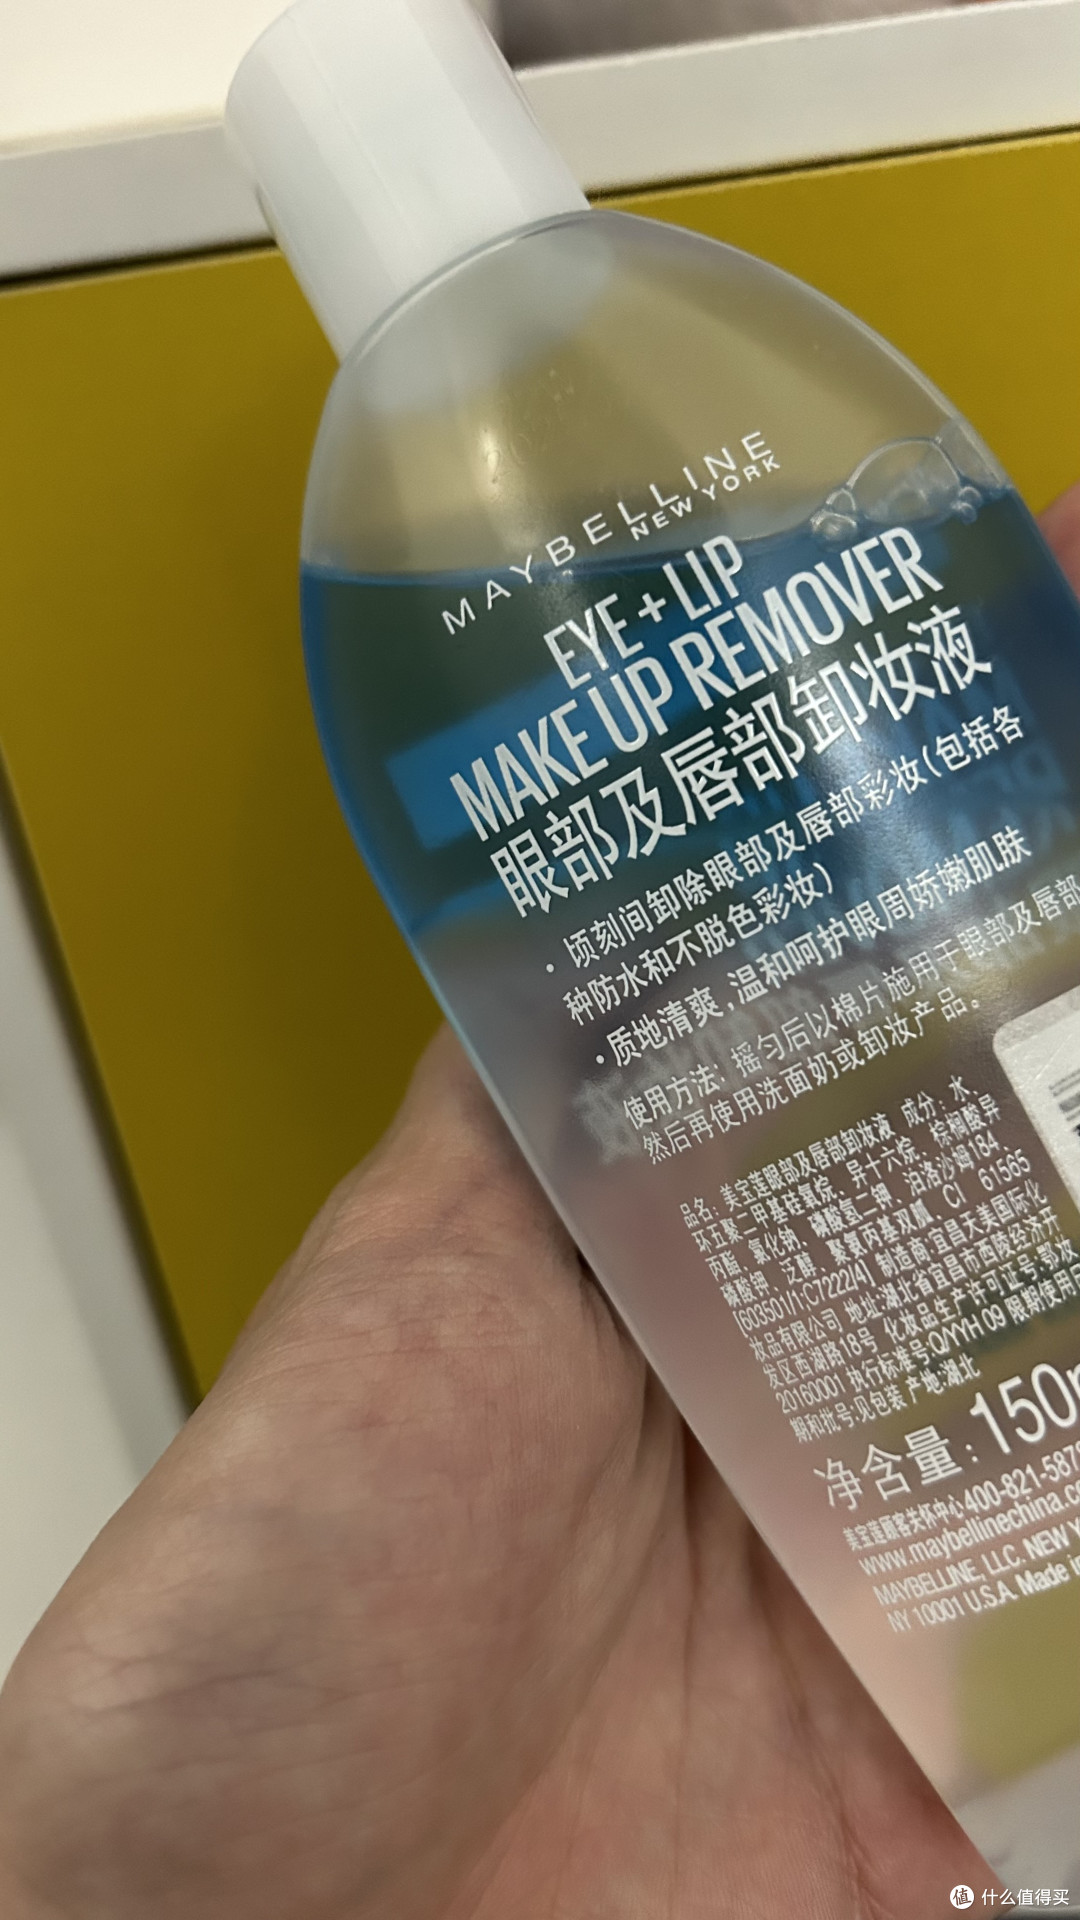 MAYBELLINE
NEW YORK
EYE + LIP
MAKE UP REMOVER
眼部及唇部卸妆液
· 顷刻间卸除眼部及唇部彩妆(包括各
种防水和不脱色彩妆)
· 质地清爽,温和呵护眼周娇嫩肌肤
使用方法: 摇匀后以棉片施用于眼部及唇部
然后再使用洗面奶或卸妆产品。
品名: 美宝莲眼部及唇部卸妆液 成分: 水、
环五聚二甲基硅氧烷、异十六烷、棕榈酸异
丙酯、氯化钠、磷酸氢二钾、泊洛沙姆184、
磷酸钾、泛醇、聚氨丙基双胍、CI 61565
[603501/1;C7222/4] 制造商:宜昌天美国际化
妆品有限公司 地址:湖北省宜昌市西陵经济开
发区西湖路18号 化妆品生产许可证号:鄂妆
20160001 执行标准号:Q/YYH 09 限期使用日
期和批号:见包装 产地:湖北
净含量: 150
美宝莲顾客关怀中心400-821-587
www.maybellinechina.c
MAYBELLINE, LLC. NEW Y
NY 10001 U.S.A. Made in
值 什么值得买